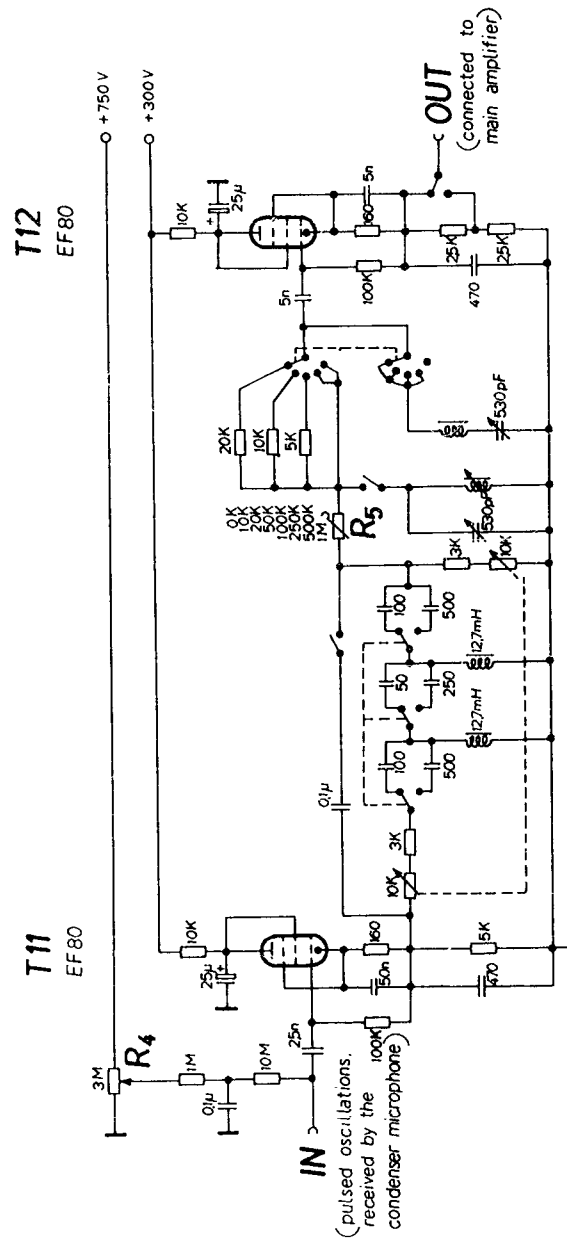 T11
EF80
T12
EF80
+750V
+300V
3M
R4
1M
0,1µ
10M
IN
(pulsed oscillations,
received by the
condenser microphone)
25n
100K
10K
25µ
+
160
50n
5K
470
10K
3K
0,1µ
100
500
50
250
100
500
12,7mH
12,7mH
3K
10K
R5
0K
10K
20K
50K
100K
250K
500K
1M
20K
10K
5K
530pF
530pF
5n
10K
+
25µ
100K
160
5n
470
25K
25K
OUT
(connected to
main amplifier)